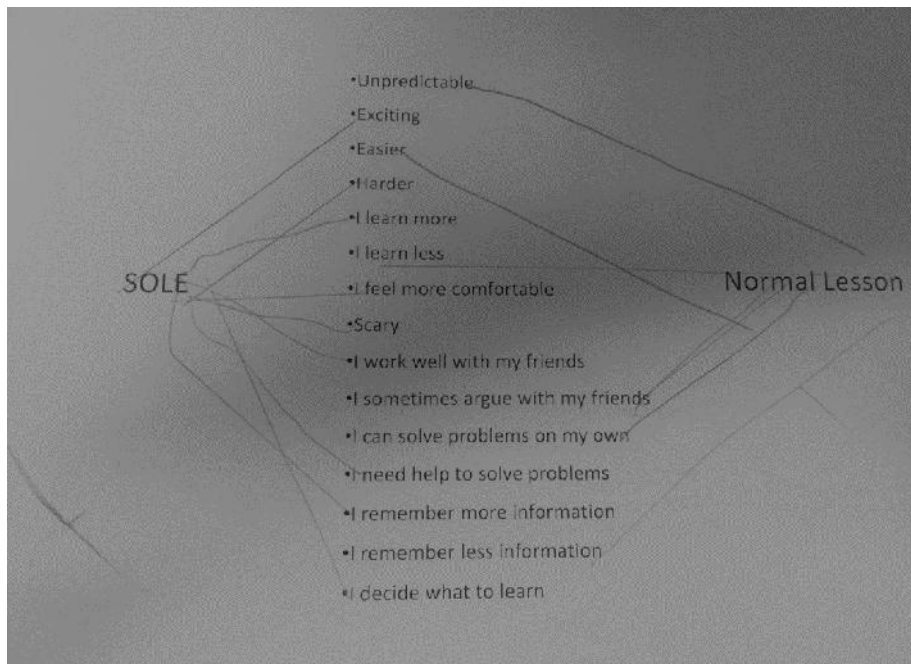 •Unpredictable
•Exciting
•Easier
•Harder
•I learn more
•I learn less
SOLE
Normal Lesson
•I feel more comfortable
•Scary
•I work well with my friends
•I sometimes argue with my friends
•I can solve problems on my own
•I need help to solve problems
•I remember more information
•I remember less information
•I decide what to learn